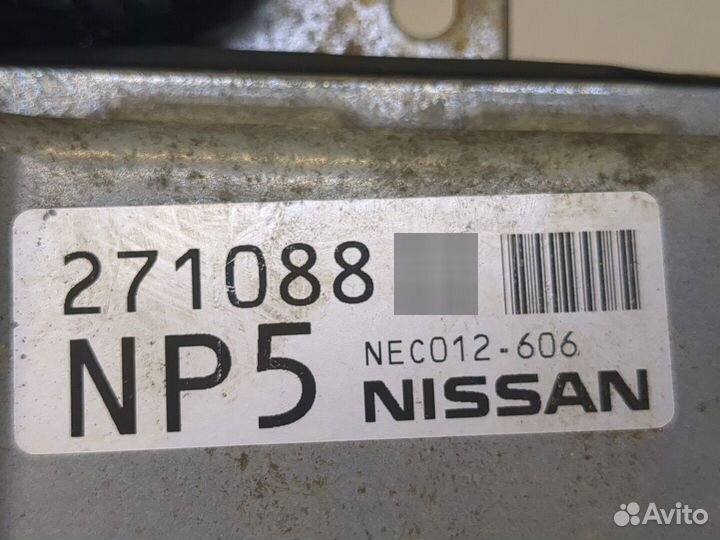 271088
NP5
NEC012-606
NISSAN
Avito